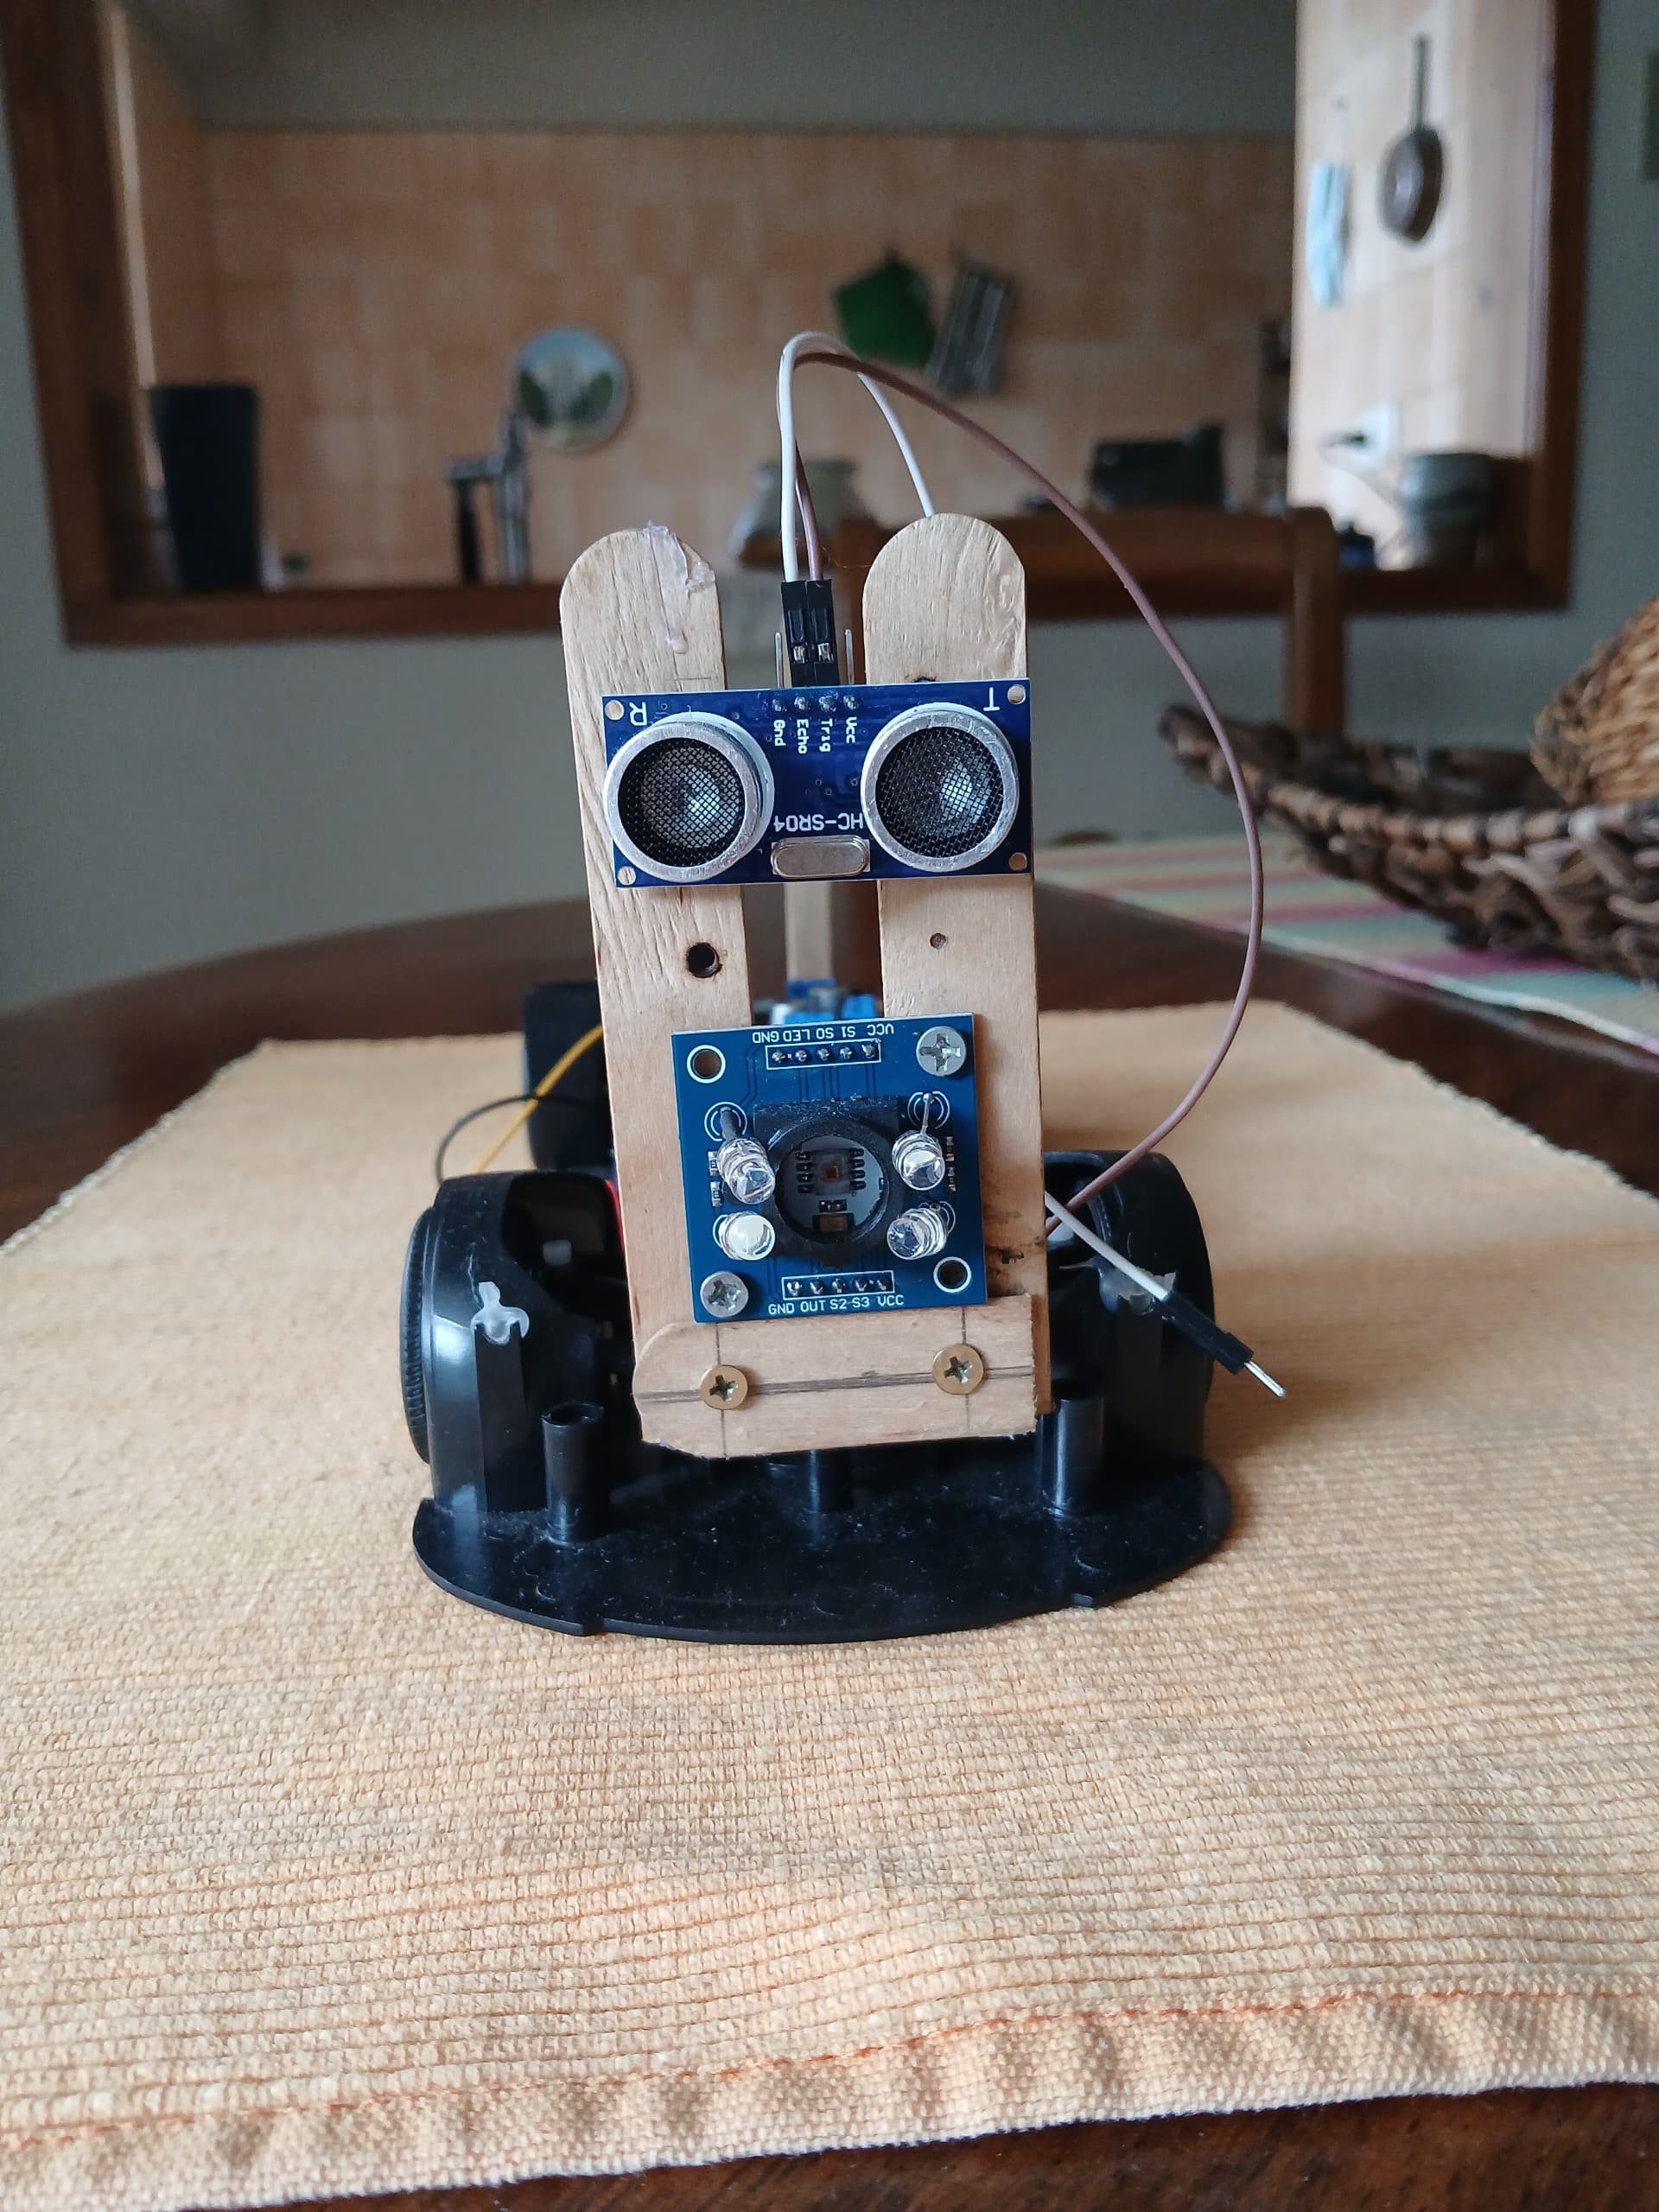 R
T
Gnd
Echo
Trig
Vcc
HC-SR04
GND LED S0 S1 VCC
GND OUT S2 S3 VCC